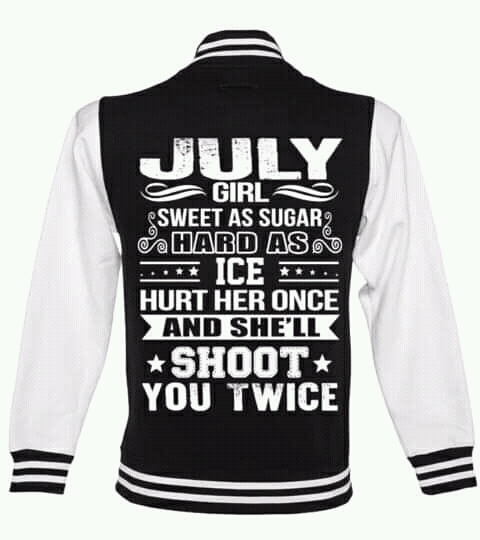 JULY
GIRL
SWEET AS SUGAR
HARD AS
ICE
HURT HER ONCE
AND SHE'LL
SHOOT
YOU TWICE